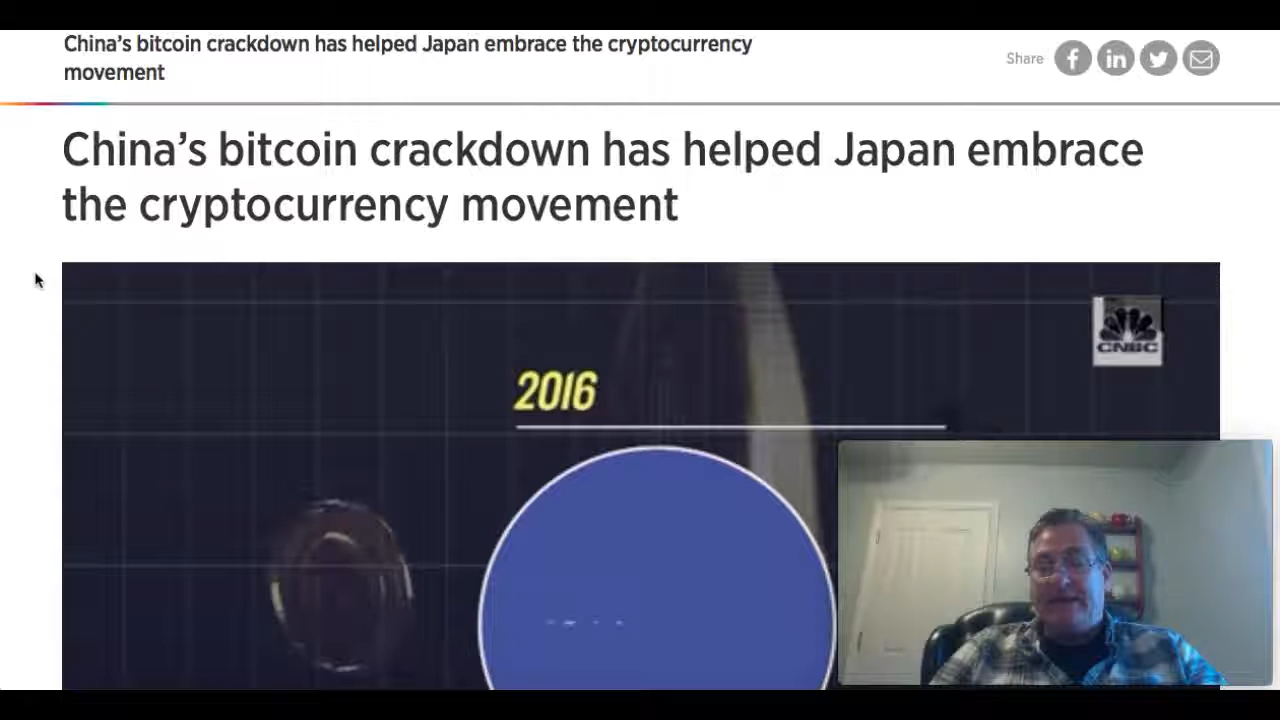 China's bitcoin crackdown has helped Japan embrace the cryptocurrency
movement
Share
China's bitcoin crackdown has helped Japan embrace
the cryptocurrency movement
CNBC
2016